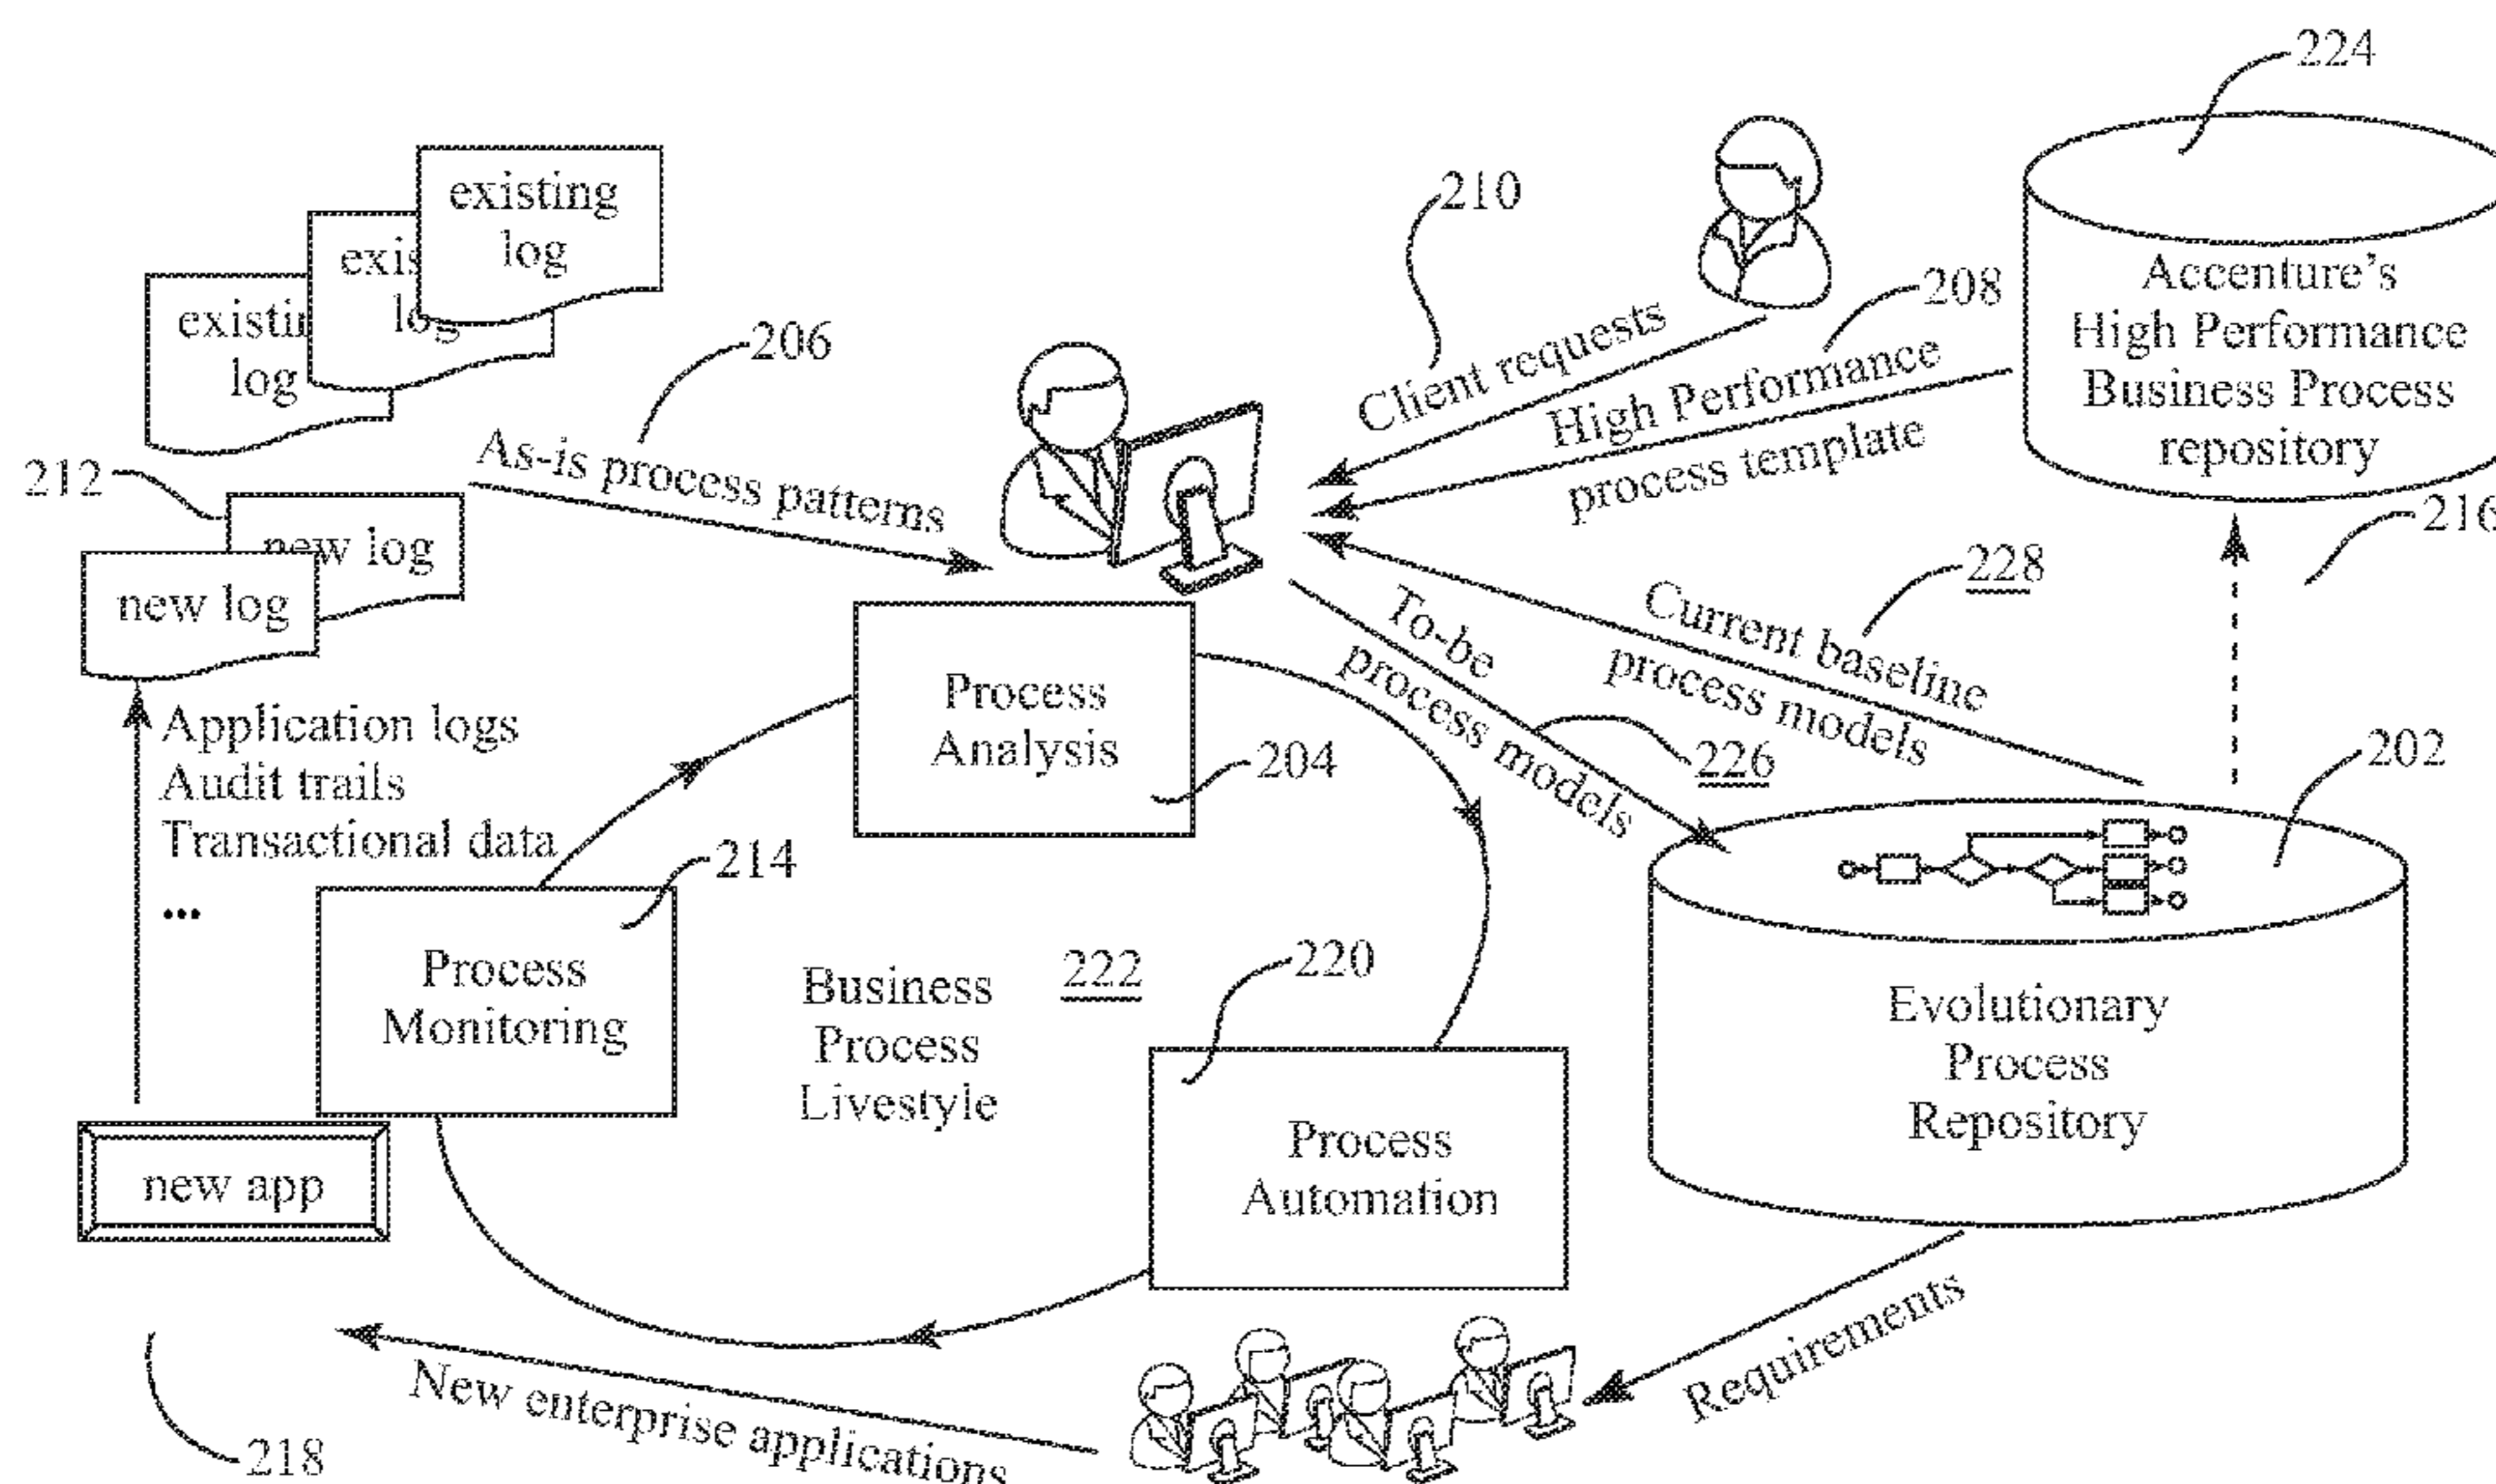 224
existing
log
exis
log
existin
log
210
208
Client requests
High Performance
process template
Accenture's
High Performance
Business Process
repository
206
As-is process patterns
212
new log
new log
216
228
Current baseline
process models
To-be
process models
226
202
Application logs
Audit trails
Transactional data
...
Process
Analysis
204
214
Process
Monitoring
Business
Process
Livestyle
222
220
Process
Automation
Evolutionary
Process
Repository
new app
Requirements
New enterprise applications
218